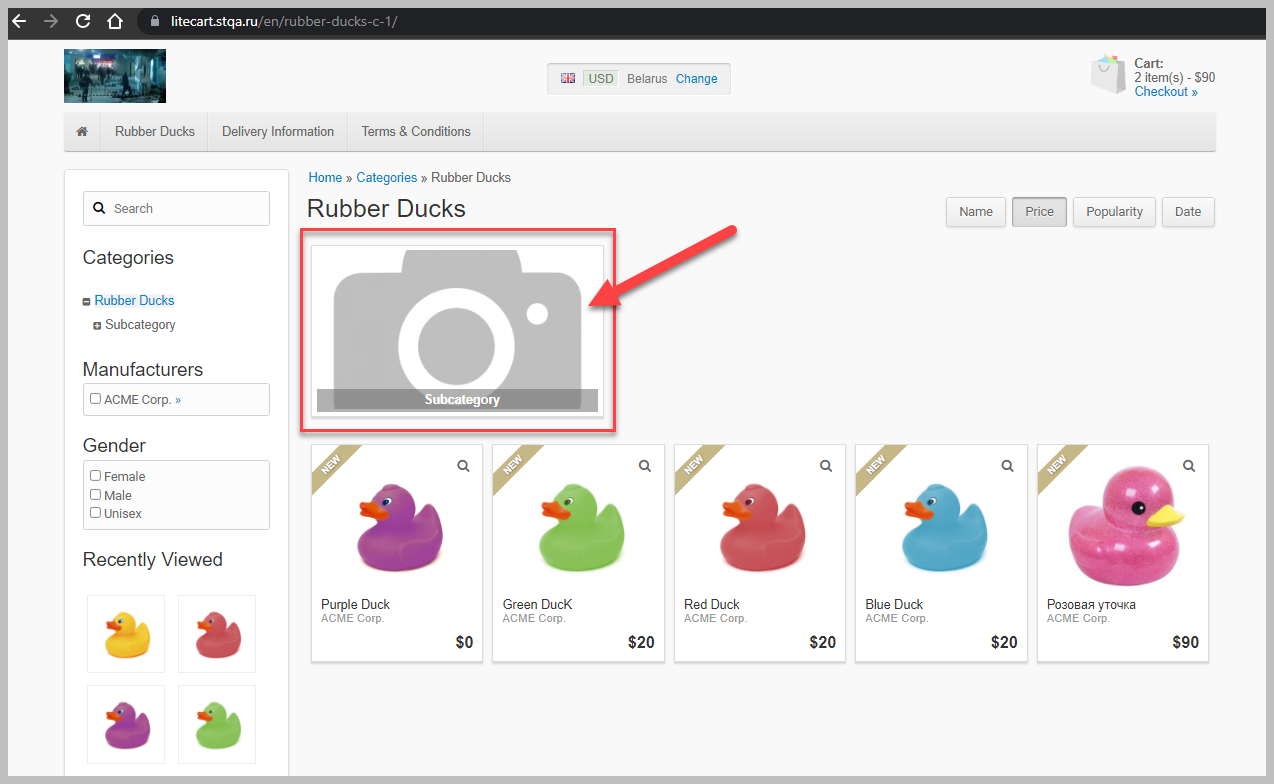 litecart.stqa.ru/en/rubber-ducks-c-1/
USD Belarus Change
Cart:
2 item(s) - $90
Checkout »
Rubber Ducks Delivery Information Terms & Conditions
Search
Categories
Rubber Ducks
Subcategory
Manufacturers
ACME Corp. »
Gender
Female
Male
Unisex
Recently Viewed
Home » Categories » Rubber Ducks
Rubber Ducks
Name Price Popularity Date
Subcategory
NEW NEW NEW NEW NEW
Purple Duck
ACME Corp.
$0
Green DucK
ACME Corp.
$20
Red Duck
ACME Corp.
$20
Blue Duck
ACME Corp.
$20
Розовая уточка
ACME Corp.
$90